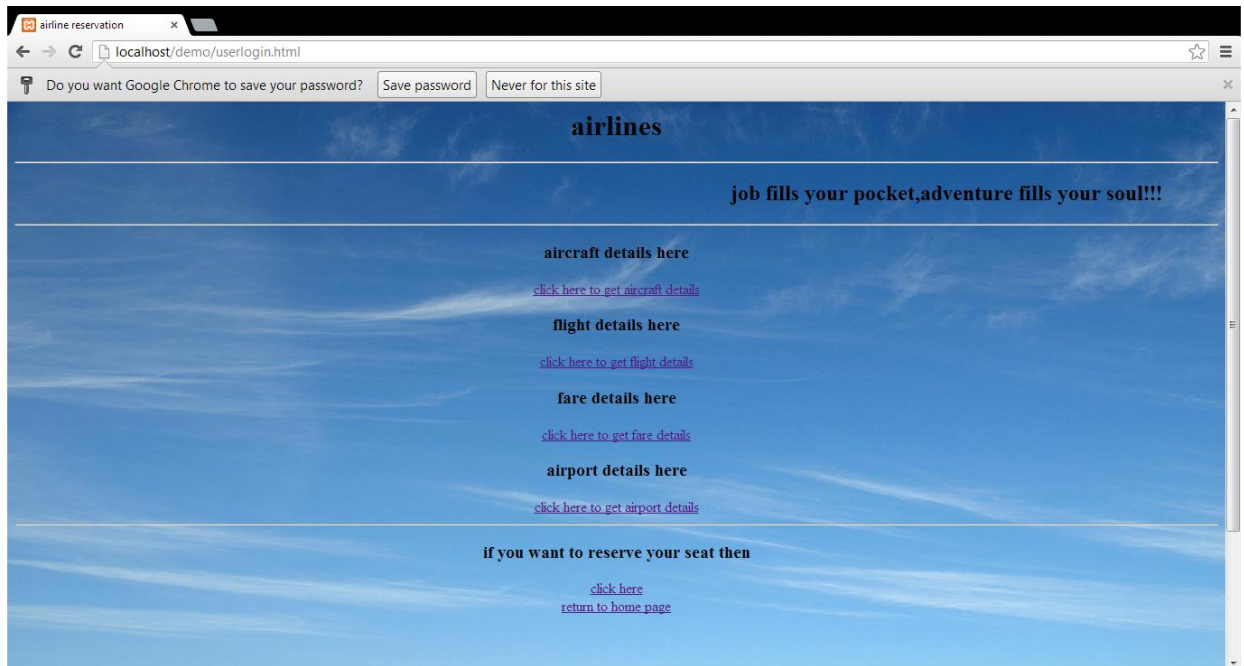 airline reservation
localhost/demo/userlogin.html
Do you want Google Chrome to save your password? Save password Never for this site
airlines
job fills your pocket,adventure fills your soul!!!
aircraft details here
click here to get aircraft details
flight details here
click here to get flight details
fare details here
click here to get fare details
airport details here
click here to get airport details
if you want to reserve your seat then
click here
return to home page